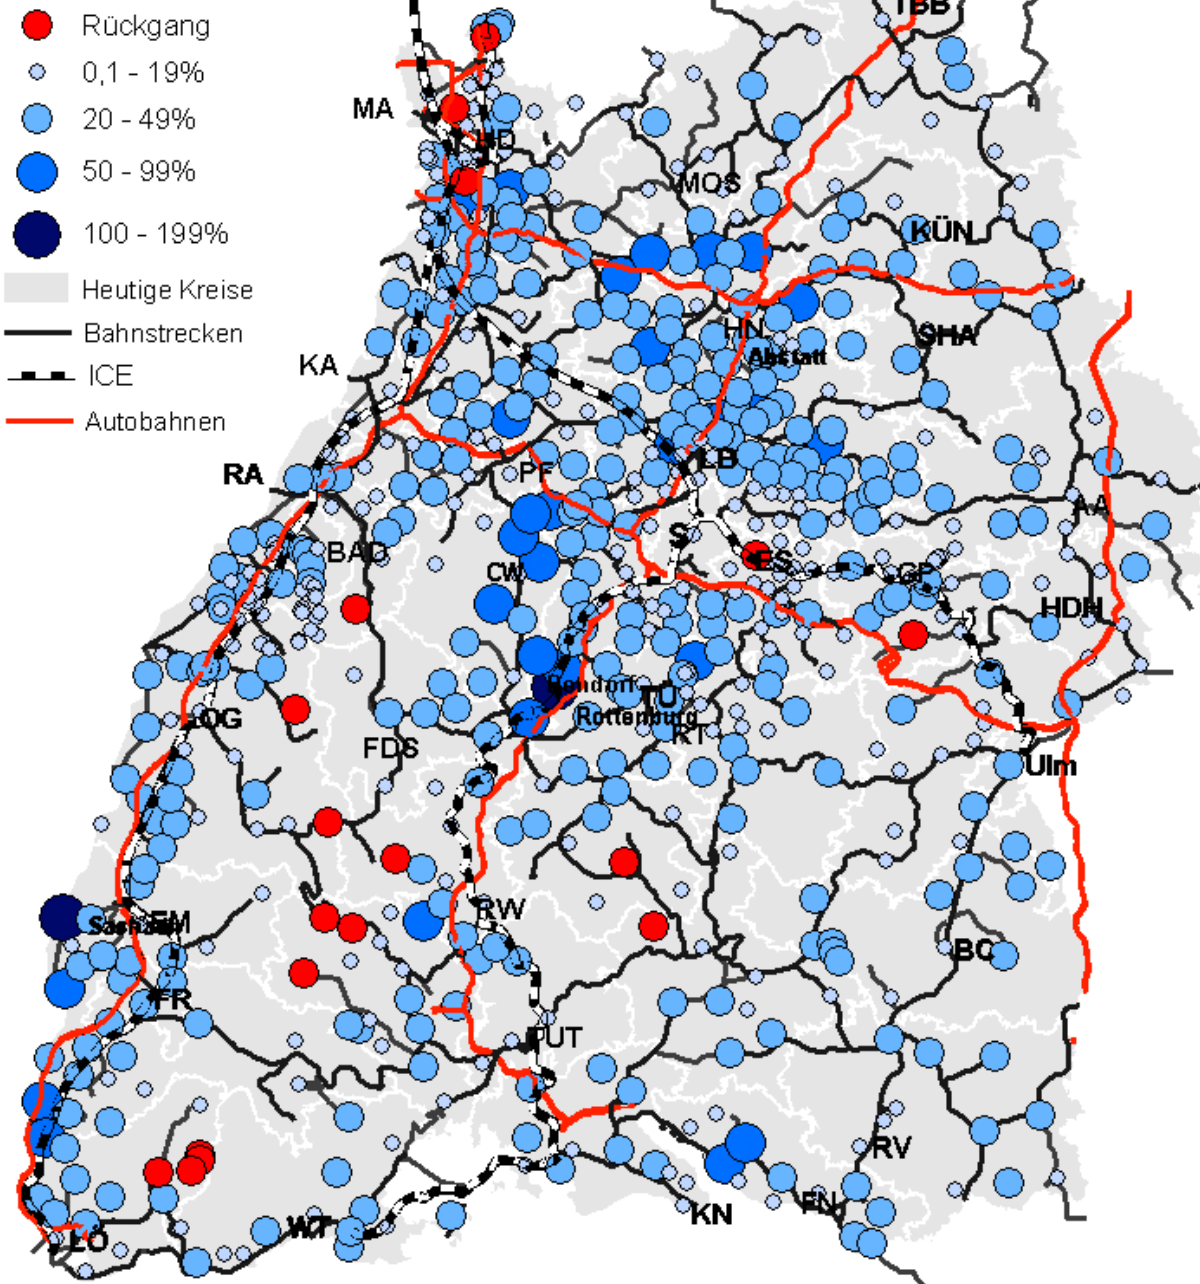 Rückgang
0,1 - 19%
20 - 49%
50 - 99%
100 - 199%
Heutige Kreise
Bahnstrecken
ICE
Autobahnen
TBB
MA
HD
MOS
KÜN
HN
SHA
Abstatt
KA
LB
RA
PF
AA
S
BAD
ES
CW
GP
HDN
Bondorf
TÜ
Rottenburg
OG
RT
FDS
Ulm
RW
EM
BC
FR
TUT
RV
KN
FN
WT
LÖ